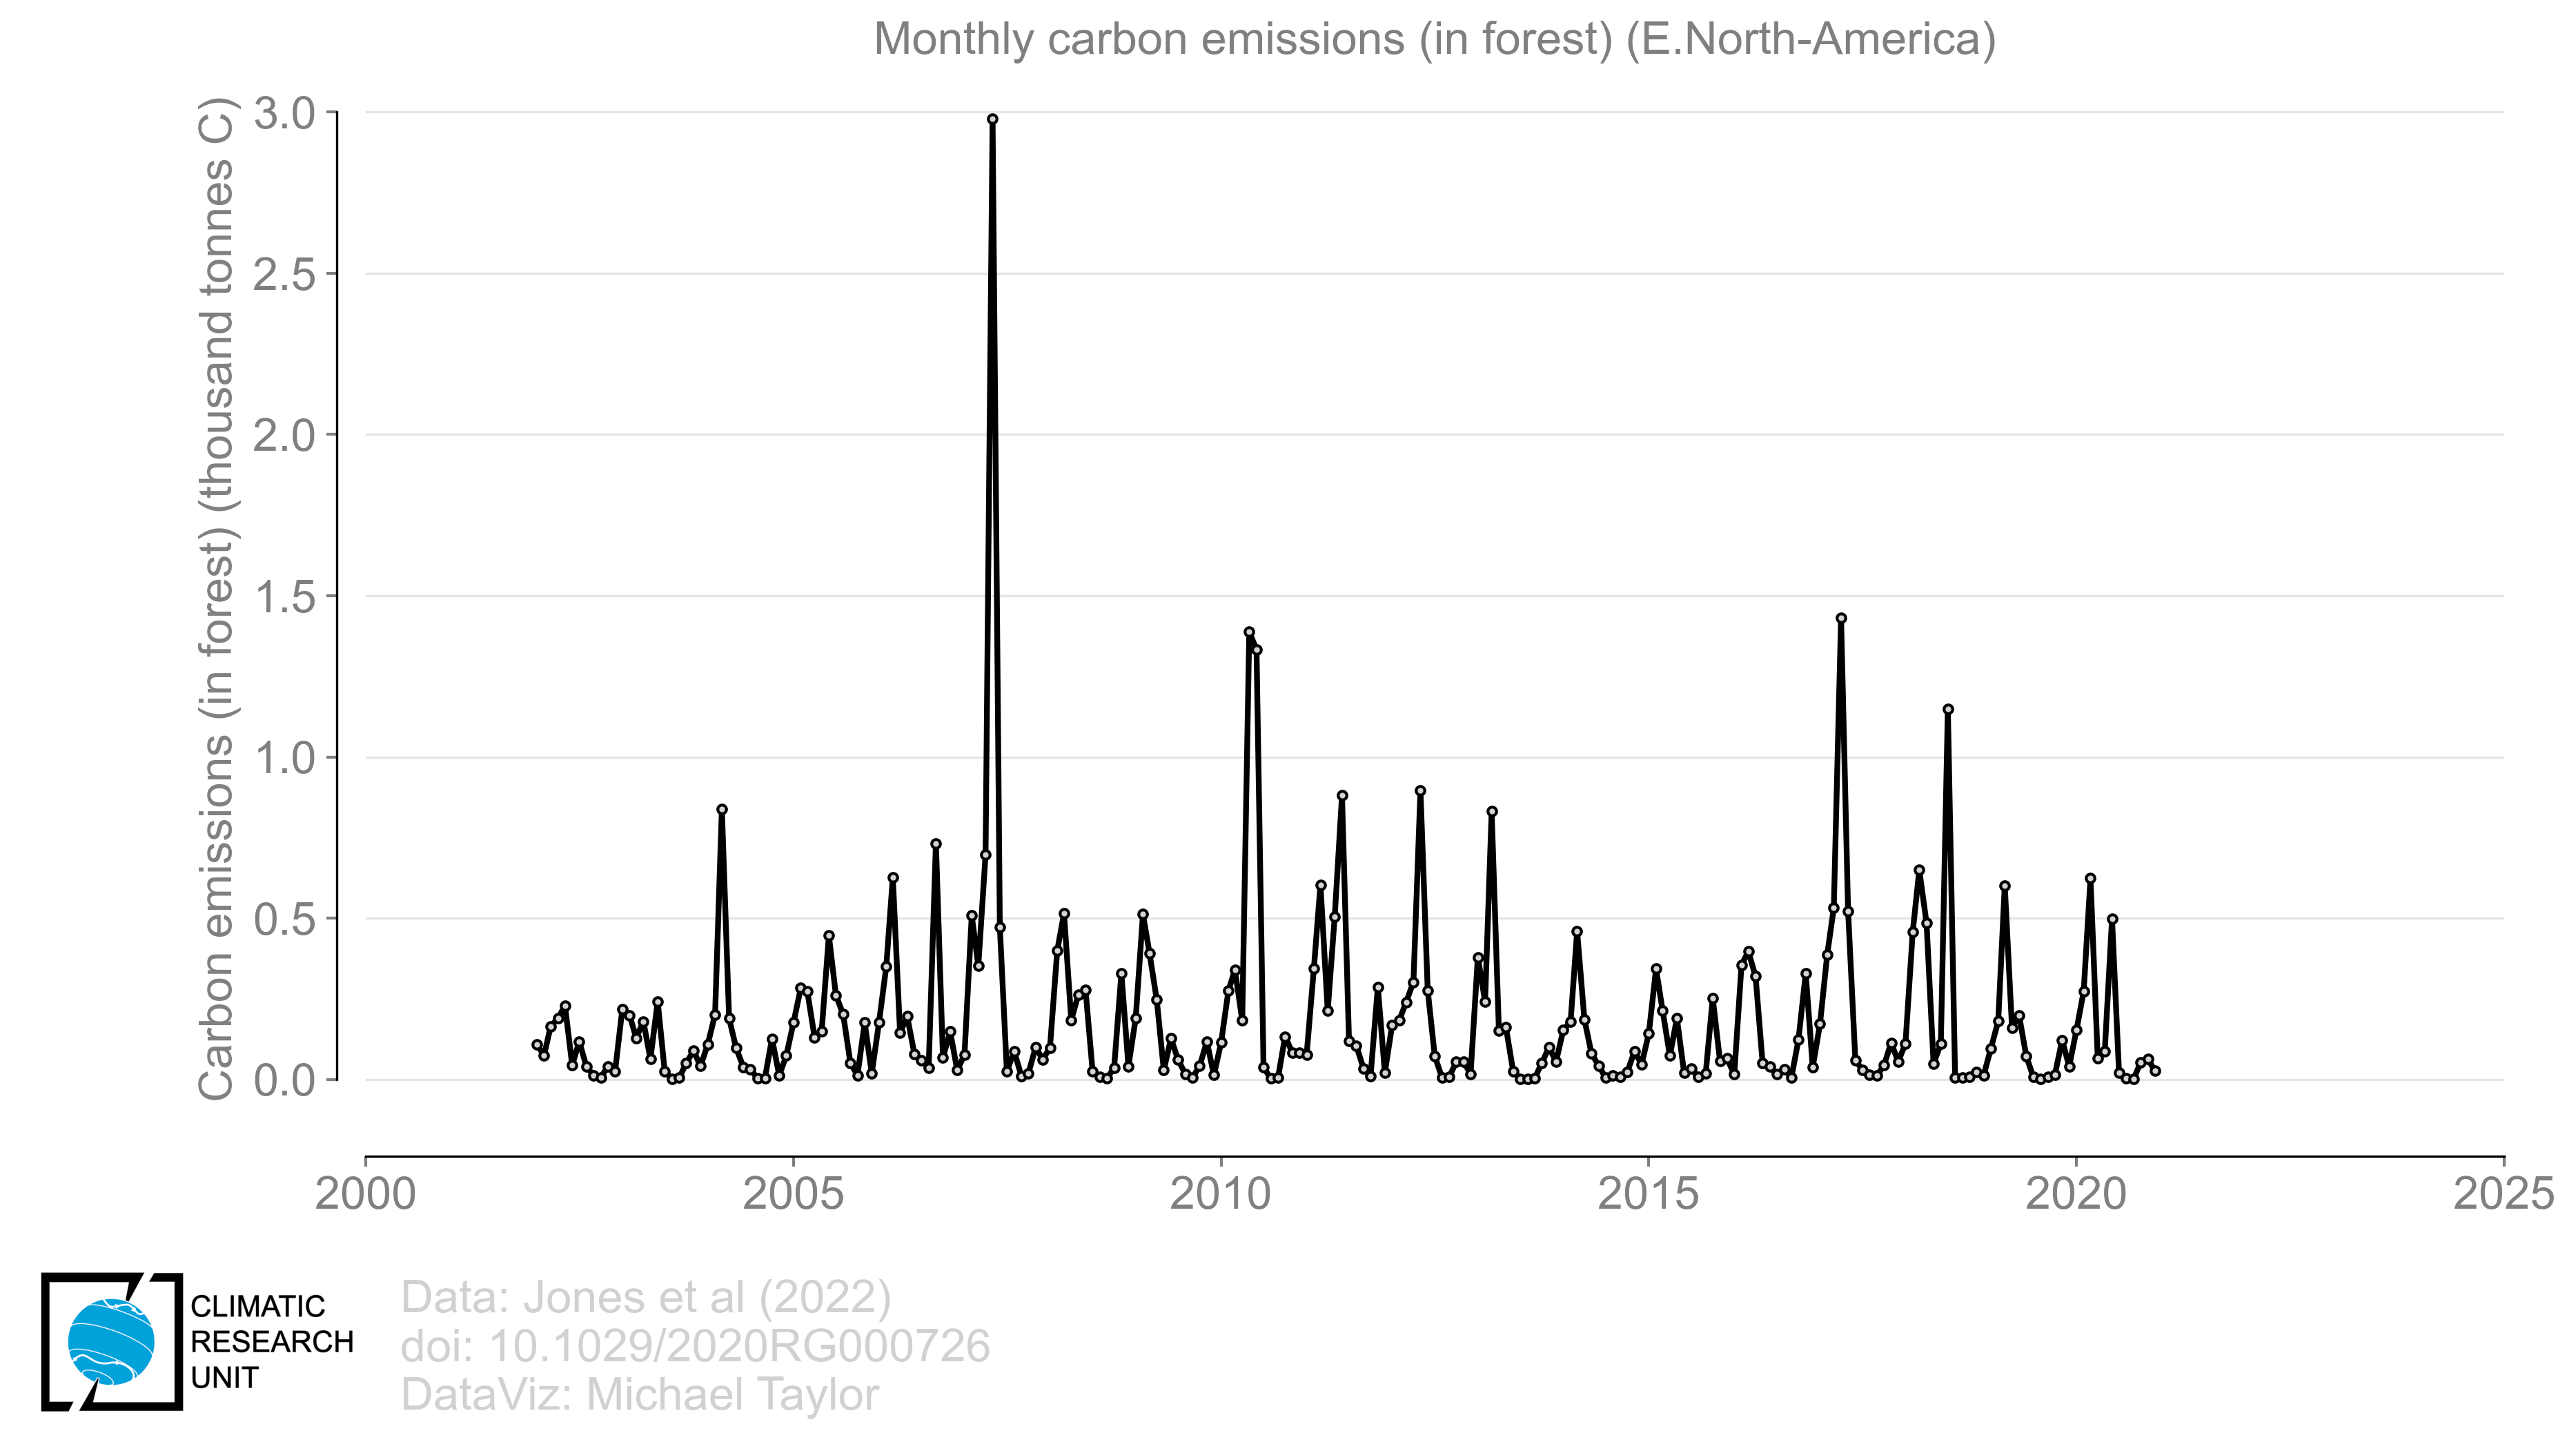 Monthly carbon emissions (in forest) (E.North-America)
Carbon emissions (in forest) (thousand tonnes C)
3.0
2.5
2.0
1.5
1.0
0.5
0.0
2000 2005 2010 2015 2020 2025
CLIMATIC
RESEARCH
UNIT
Data: Jones et al (2022)
doi: 10.1029/2020RG000726
DataViz: Michael Taylor